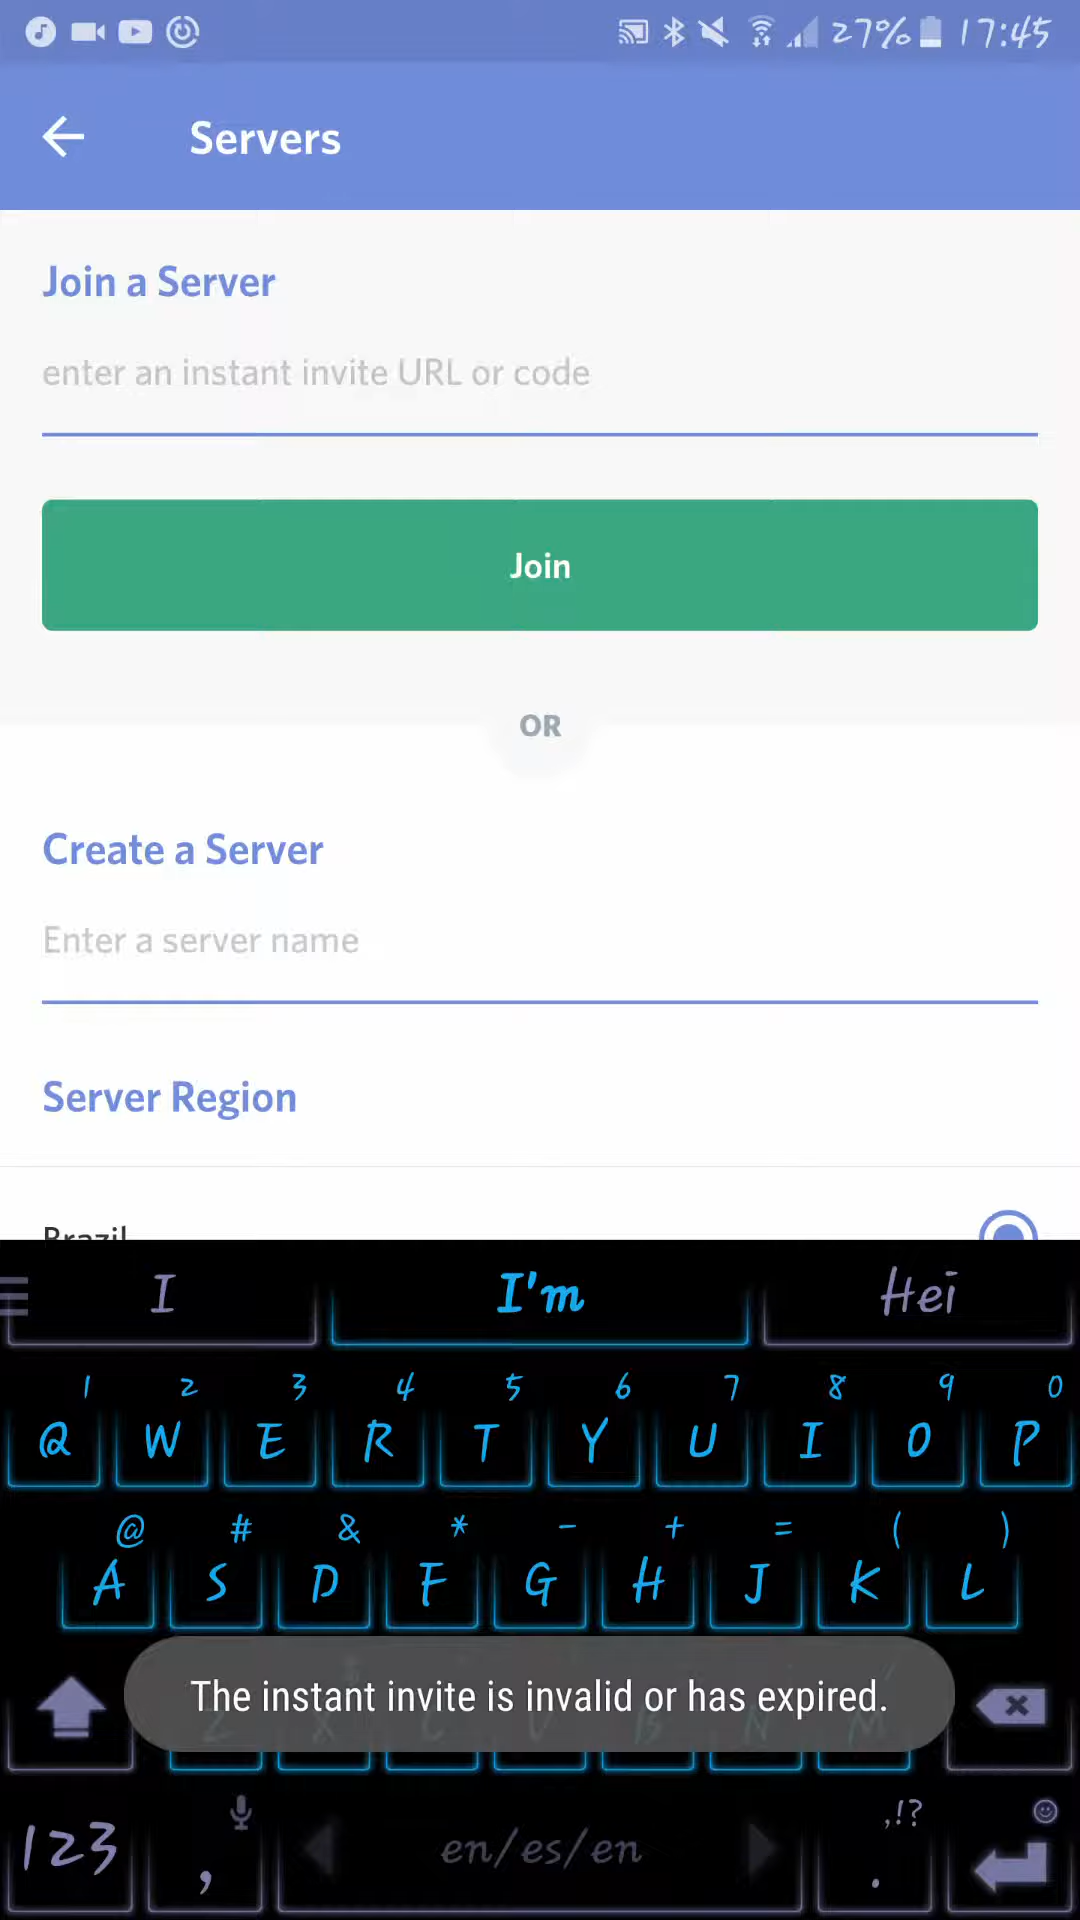 27% 17:45
Servers
Join a Server
enter an instant invite URL or code
Join
OR
Create a Server
Enter a server name
Server Region
Brazil
I I'm Hei
1 2 3 4 5 6 7 8 9 0
Q W E R T Y U I O P
@ # & * - + = ( )
A S D F G H J K L
The instant invite is invalid or has expired.
Z X C V B N M
,!?
123 , en/es/en .